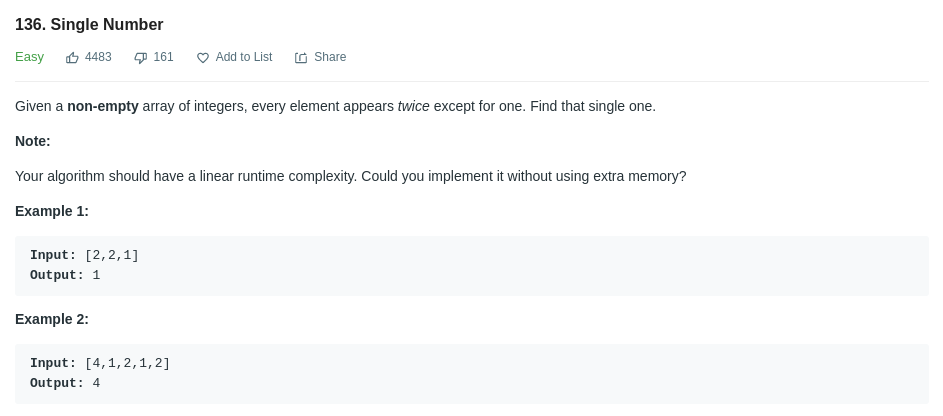 136. Single Number
Easy 4483 161 Add to List Share
Given a non-empty array of integers, every element appears twice except for one. Find that single one.
Note:
Your algorithm should have a linear runtime complexity. Could you implement it without using extra memory?
Example 1:
Input: [2,2,1]
Output: 1
Example 2:
Input: [4,1,2,1,2]
Output: 4